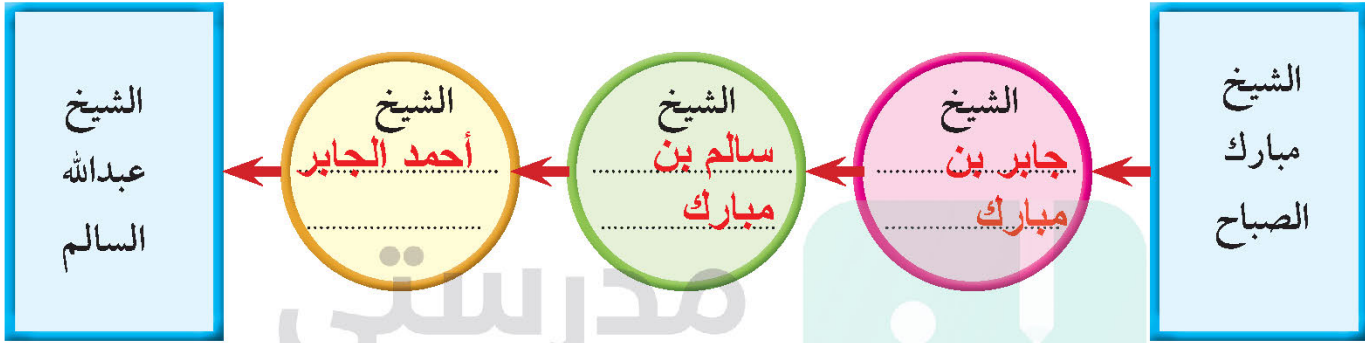 الشيخ
مبارك
الصباح
الشيخ
جابر بن
مبارك
الشيخ
سالم بن
مبارك
الشيخ
أحمد الجابر
الشيخ
عبدالله
السالم
مدرستي